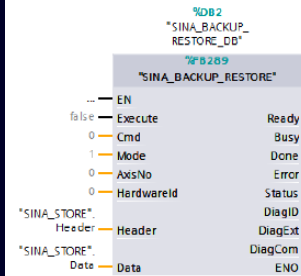 %DB2
"SINA_BACKUP_
RESTORE_DB"
%FB289
"SINA_BACKUP_RESTORE"
... EN
false Execute Ready
0 Cmd Busy
1 Mode Done
0 AxisNo Error
0 HardwareId Status
DiagID
"SINA_STORE".
Header Header DiagExt
DiagCom
"SINA_STORE".
Data Data ENO